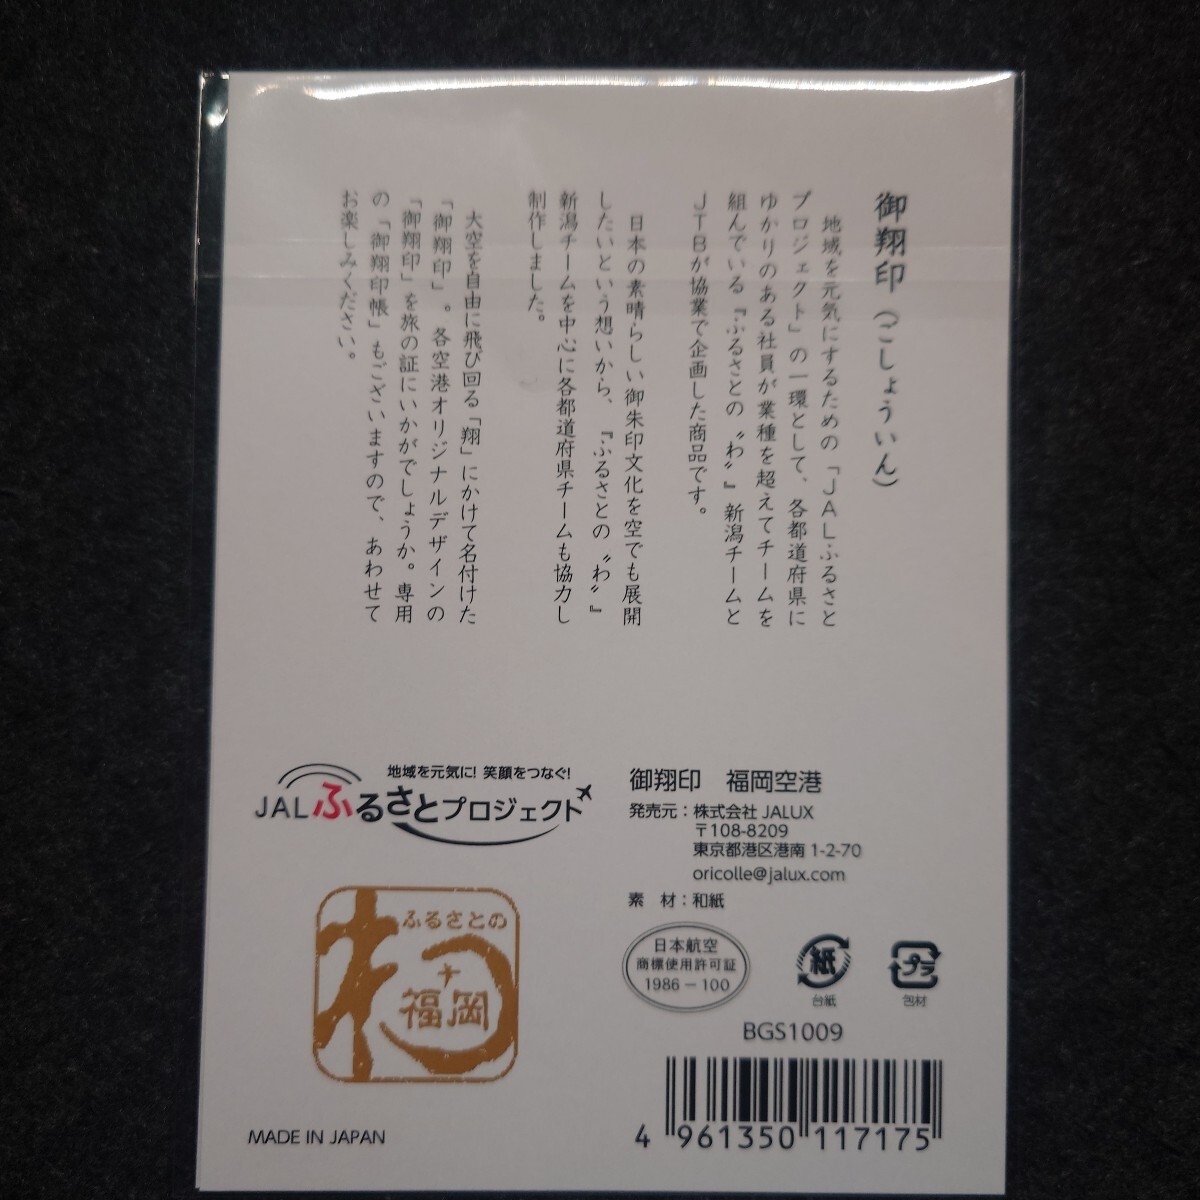 御翔印(ごしょういん)
地域を元気にするための「JALふるさと
プロジェクト」の一環として、各都道府県に
ゆかりのある社員が業種を超えてチームを
組んでいる『ふるさとの〝わ〟』新潟チームと
JTBが協業で企画した商品です。
日本の素晴らしい御朱印文化を空でも展開
したいという想いから、『ふるさとの〝わ〟』
新潟チームを中心に各都道府県チームも協力し
制作しました。
大空を自由に飛び回る「翔」にかけて名付けた
「御翔印」。各空港オリジナルデザインの
「御翔印」を旅の証にいかがでしょうか。専用
の「御翔印帳」もございますので、あわせて
お楽しみください。
地域を元気に! 笑顔をつなぐ!
JALふるさとプロジェクト
ふるさとの
わ
福岡
MADE IN JAPAN
御翔印 福岡空港
発売元:株式会社 JALUX
〒108-8209
東京都港区港南 1-2-70
oricolle@jalux.com
素 材:和紙
日本航空
商標使用許可証
1986-100
紙
台紙
プラ
包材
BGS1009
4 961350 117175